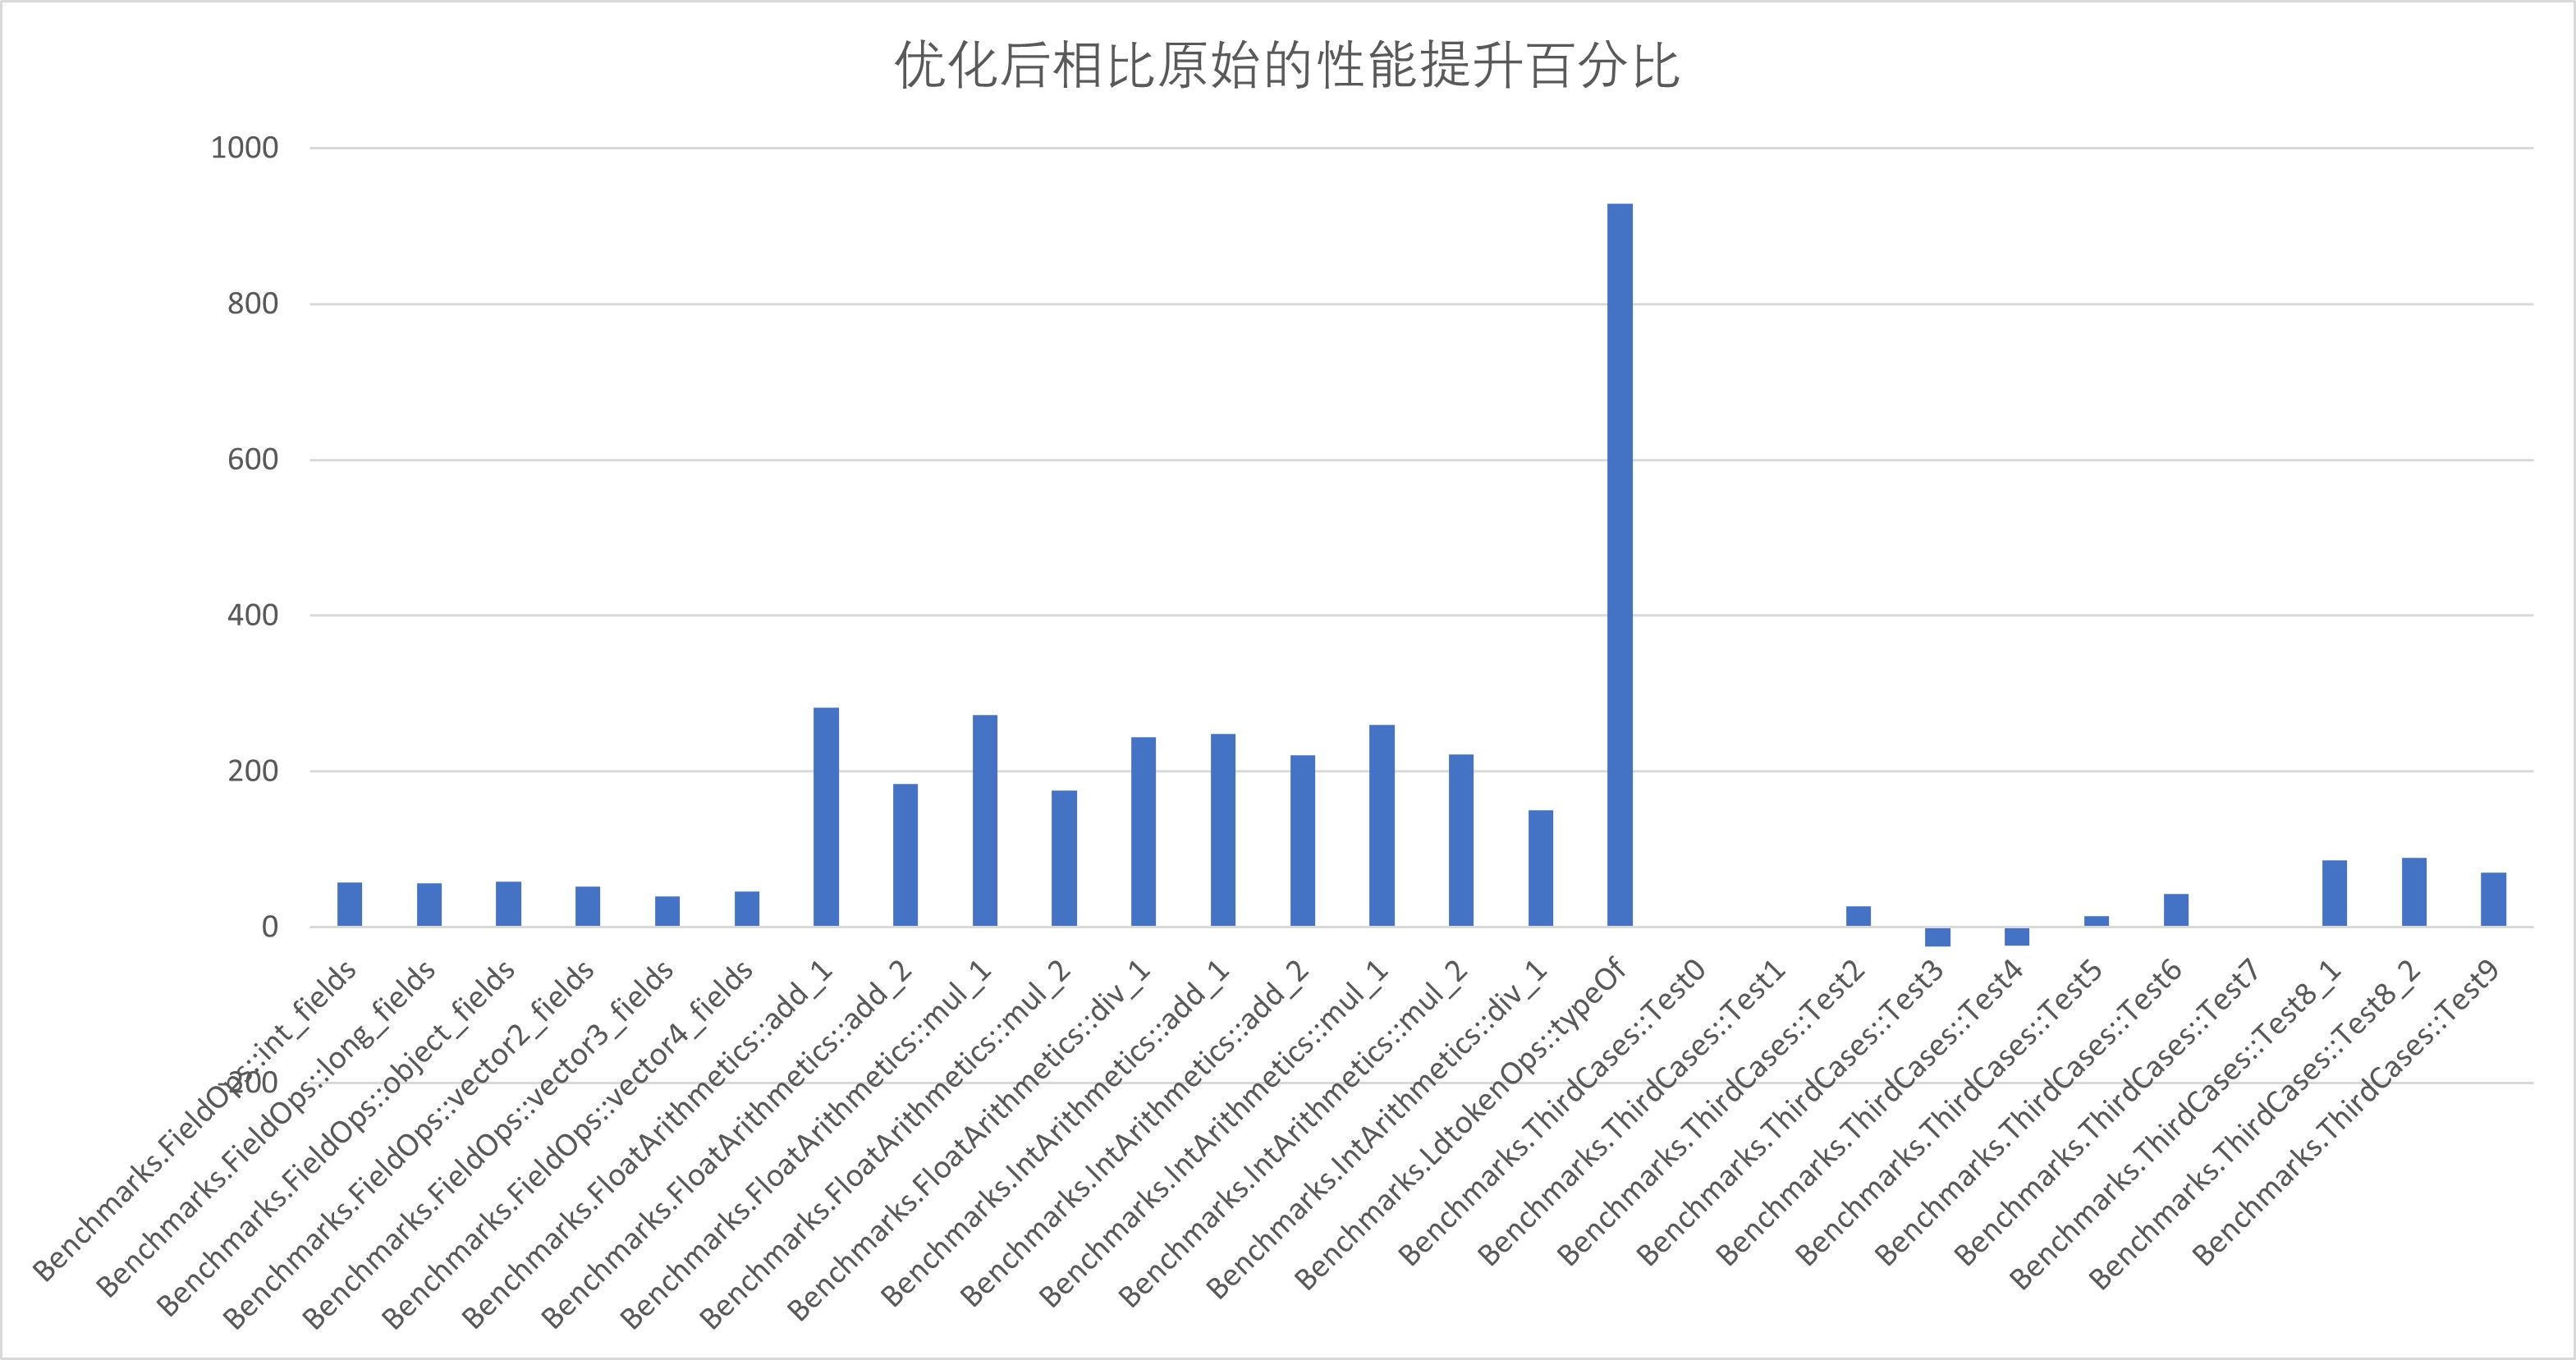 优化后相比原始的性能提升百分比
1000
800
600
400
200
0
-200
Benchmarks.FieldOps::int_fields
Benchmarks.FieldOps::long_fields
Benchmarks.FieldOps::object_fields
Benchmarks.FieldOps::vector2_fields
Benchmarks.FieldOps::vector3_fields
Benchmarks.FieldOps::vector4_fields
Benchmarks.FloatArithmetics::add_1
Benchmarks.FloatArithmetics::add_2
Benchmarks.FloatArithmetics::mul_1
Benchmarks.FloatArithmetics::mul_2
Benchmarks.FloatArithmetics::div_1
Benchmarks.IntArithmetics::add_1
Benchmarks.IntArithmetics::add_2
Benchmarks.IntArithmetics::mul_1
Benchmarks.IntArithmetics::mul_2
Benchmarks.IntArithmetics::div_1
Benchmarks.LdtokenOps::typeOf
Benchmarks.ThirdCases::Test0
Benchmarks.ThirdCases::Test1
Benchmarks.ThirdCases::Test2
Benchmarks.ThirdCases::Test3
Benchmarks.ThirdCases::Test4
Benchmarks.ThirdCases::Test5
Benchmarks.ThirdCases::Test6
Benchmarks.ThirdCases::Test7
Benchmarks.ThirdCases::Test8_1
Benchmarks.ThirdCases::Test8_2
Benchmarks.ThirdCases::Test9